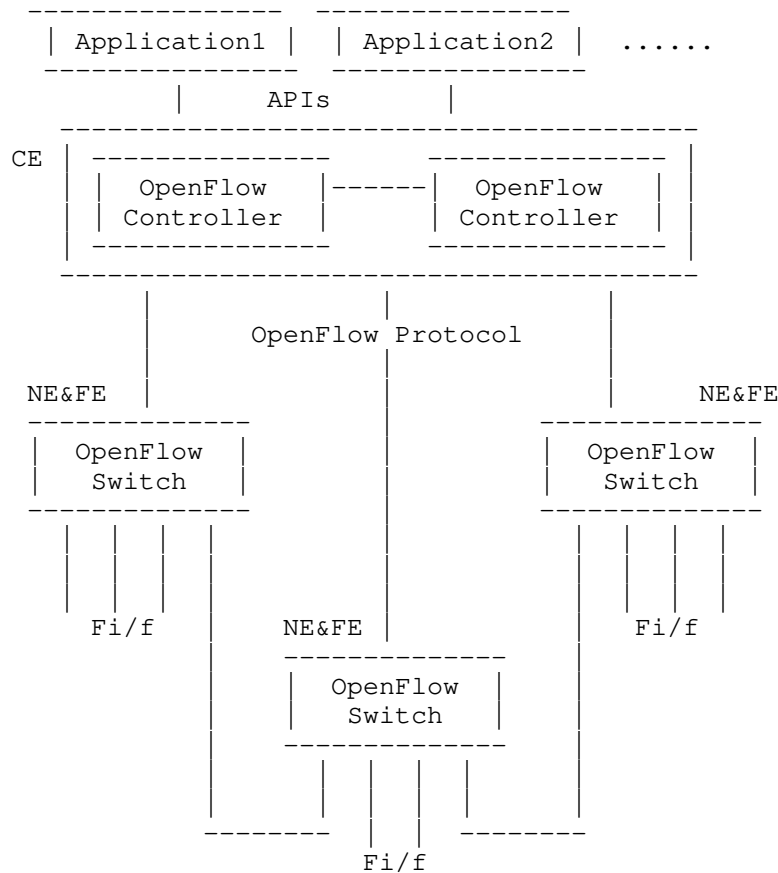 Application1 Application2 ......
APIs
CE
OpenFlow OpenFlow
Controller Controller
OpenFlow Protocol
NE&FE NE&FE
OpenFlow OpenFlow
Switch Switch
Fi/f NE&FE Fi/f
OpenFlow
Switch
Fi/f